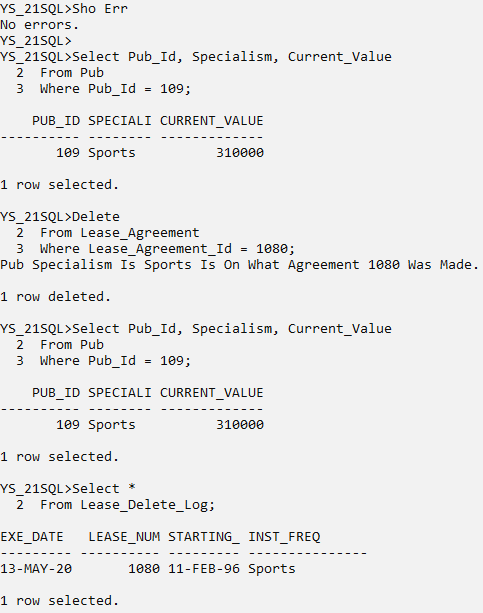 YS_21SQL>Sho Err
No errors.
YS_21SQL>
YS_21SQL>Select Pub_Id, Specialism, Current_Value
  2  From Pub
  3  Where Pub_Id = 109;
    PUB_ID SPECIALI CURRENT_VALUE
---------- -------- -------------
       109 Sports          310000
1 row selected.
YS_21SQL>Delete
  2  From Lease_Agreement
  3  Where Lease_Agreement_Id = 1080;
Pub Specialism Is Sports Is On What Agreement 1080 Was Made.
1 row deleted.
YS_21SQL>Select Pub_Id, Specialism, Current_Value
  2  From Pub
  3  Where Pub_Id = 109;
    PUB_ID SPECIALI CURRENT_VALUE
---------- -------- -------------
       109 Sports          310000
1 row selected.
YS_21SQL>Select *
  2  From Lease_Delete_Log;
EXE_DATE   LEASE_NUM STARTING_ INST_FREQ
--------- ---------- --------- ---------------
13-MAY-20       1080 11-FEB-96 Sports
1 row selected.